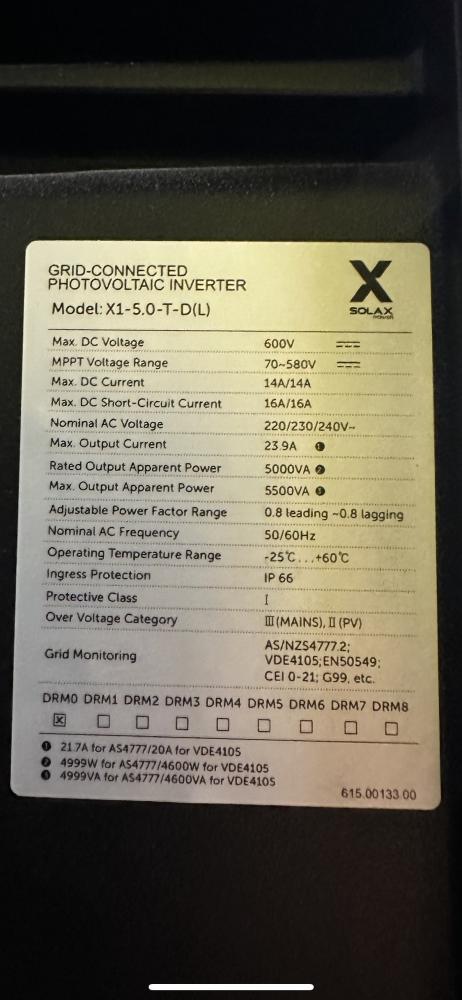 GRID-CONNECTED
PHOTOVOLTAIC INVERTER
Model: X1-5.0-T-D(L)
X
SOLAX
POWER
Max. DC Voltage 600V
MPPT Voltage Range 70~580V
Max. DC Current 14A/14A
Max. DC Short-Circuit Current 16A/16A
Nominal AC Voltage 220/230/240V~
Max. Output Current 23.9A ❶
Rated Output Apparent Power 5000VA ❷
Max. Output Apparent Power 5500VA ❸
Adjustable Power Factor Range 0.8 leading ~0.8 lagging
Nominal AC Frequency 50/60Hz
Operating Temperature Range -25℃...+60℃
Ingress Protection IP 66
Protective Class I
Over Voltage Category III(MAINS), II(PV)
Grid Monitoring AS/NZS4777.2;
VDE4105;EN50549;
CEI 0-21; G99, etc.
DRM0 DRM1 DRM2 DRM3 DRM4 DRM5 DRM6 DRM7 DRM8
☒ ☐ ☐ ☐ ☐ ☐ ☐ ☐ ☐
❶ 21.7A for AS4777/20A for VDE4105
❷ 4999W for AS4777/4600W for VDE4105
❸ 4999VA for AS4777/4600VA for VDE4105
615.00133.00